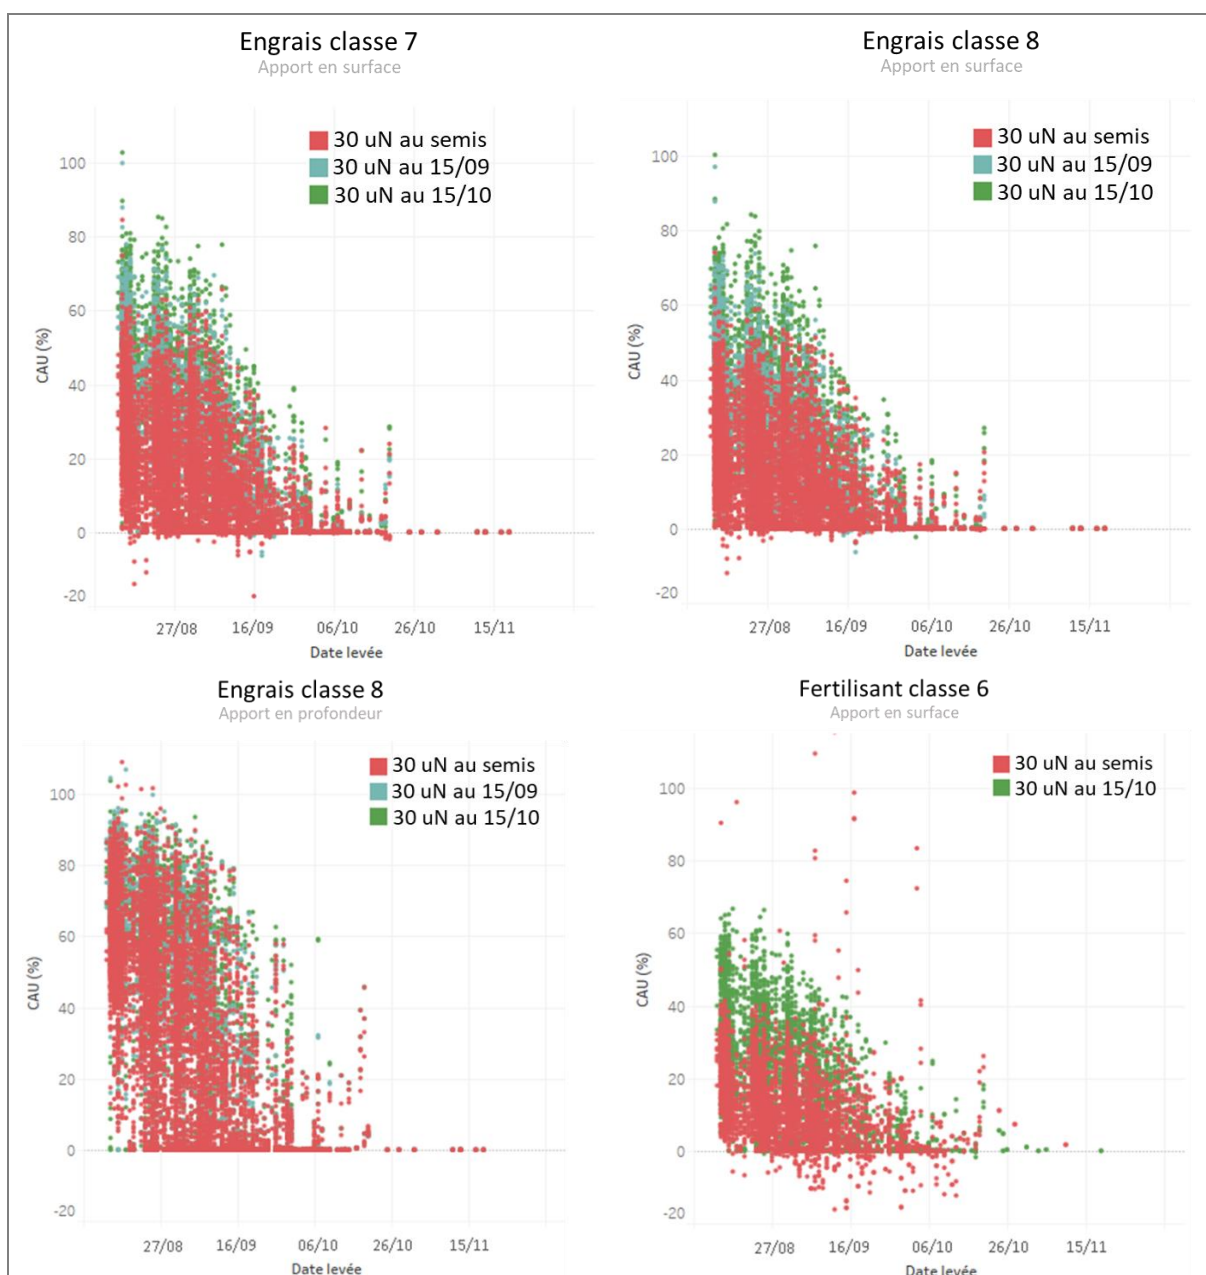 Engrais classe 7
Apport en surface
30 uN au semis
30 uN au 15/09
30 uN au 15/10
100
80
60
40
20
0
-20
CAU (%)
27/08 16/09 06/10 26/10 15/11
Date levée
Engrais classe 8
Apport en surface
30 uN au semis
30 uN au 15/09
30 uN au 15/10
100
80
60
40
20
0
-20
CAU (%)
27/08 16/09 06/10 26/10 15/11
Date levée
Engrais classe 8
Apport en profondeur
30 uN au semis
30 uN au 15/09
30 uN au 15/10
100
80
60
40
20
0
-20
CAU (%)
27/08 16/09 06/10 26/10 15/11
Date levée
Fertilisant classe 6
Apport en surface
30 uN au semis
30 uN au 15/10
100
80
60
40
20
0
-20
CAU (%)
27/08 16/09 06/10 26/10 15/11
Date levée